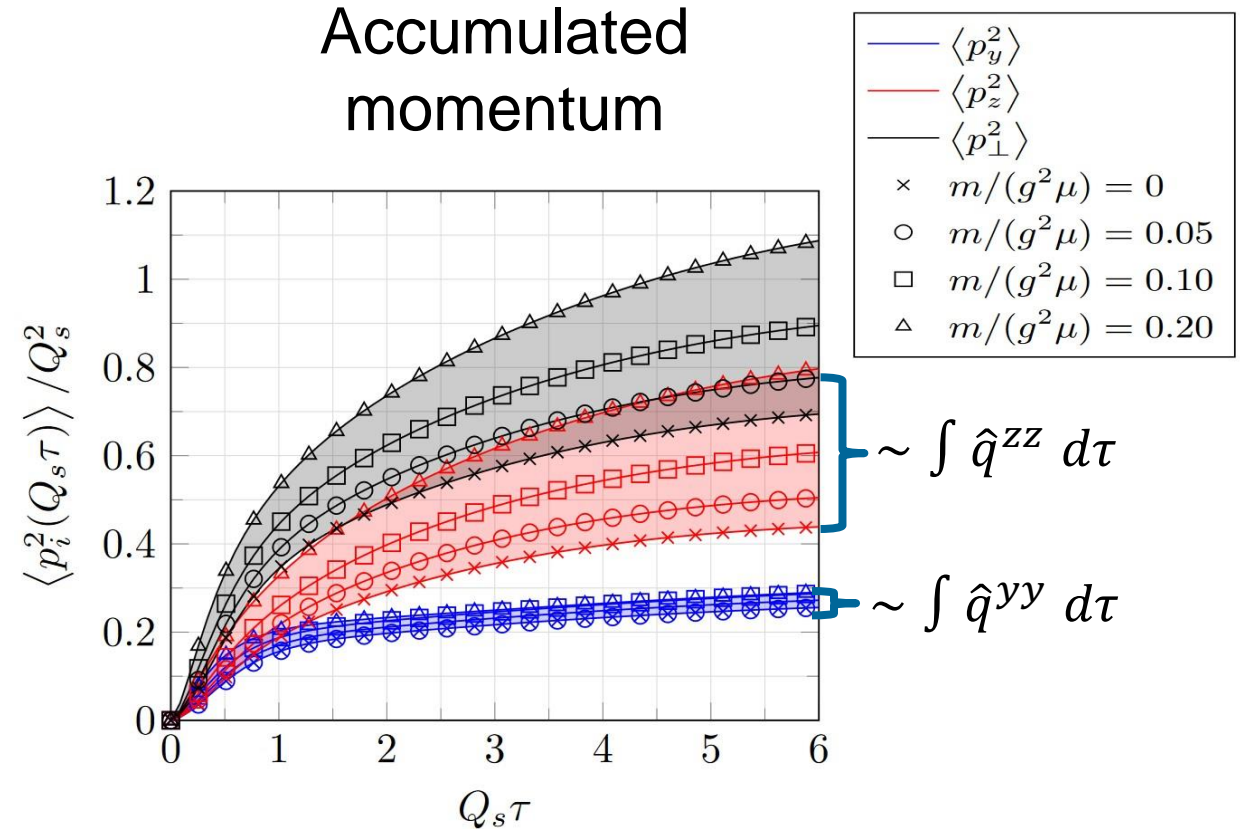 Accumulated
momentum
⟨p_y^2⟩
⟨p_z^2⟩
⟨p_⊥^2⟩
× m/(g^2μ) = 0
○ m/(g^2μ) = 0.05
□ m/(g^2μ) = 0.10
△ m/(g^2μ) = 0.20
⟨p_i^2(Q_sτ)⟩ /Q_s^2
1.2
1
0.8
0.6
0.4
0.2
0
~ ∫ q̂^{zz} dτ
~ ∫ q̂^{yy} dτ
0 1 2 3 4 5 6
Q_sτ